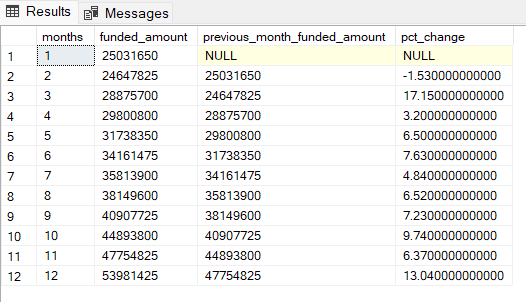 Results Messages
months funded_amount previous_month_funded_amount pct_change
1 1 25031650 NULL NULL
2 2 24647825 25031650 -1.530000000000
3 3 28875700 24647825 17.150000000000
4 4 29800800 28875700 3.200000000000
5 5 31738350 29800800 6.500000000000
6 6 34161475 31738350 7.630000000000
7 7 35813900 34161475 4.840000000000
8 8 38149600 35813900 6.520000000000
9 9 40907725 38149600 7.230000000000
10 10 44893800 40907725 9.740000000000
11 11 47754825 44893800 6.370000000000
12 12 53981425 47754825 13.040000000000